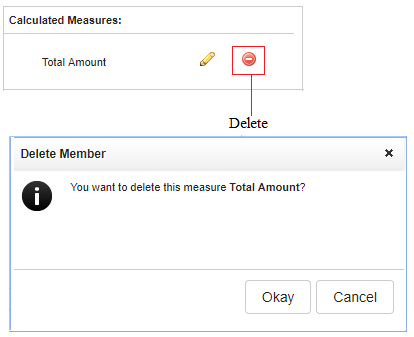 Calculated Measures:
Total Amount
Delete
Delete Member
You want to delete this measure Total Amount?
Okay
Cancel